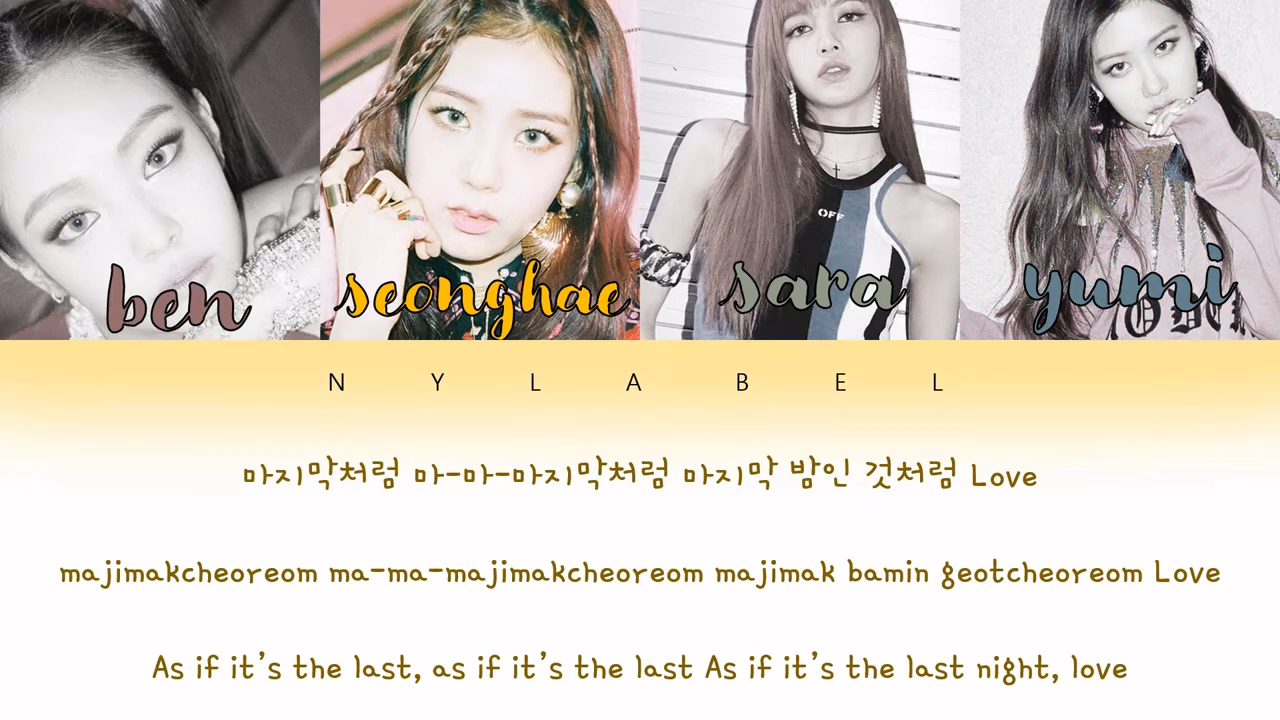 ben seonghae sara yumi
OFF
N Y L A B E L
마지막처럼 마-마-마지막처럼 마지막 밤인 것처럼 Love
majimakcheoreom ma-ma-majimakcheoreom majimak bamin geotcheoreom Love
As if it's the last, as if it's the last As if it's the last night, love